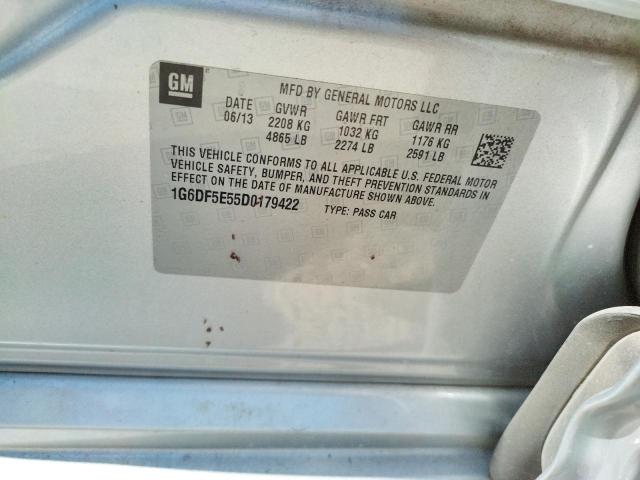 GM
MFD BY GENERAL MOTORS LLC
DATE GVWR GAWR FRT GAWR RR
06/13 2208 KG 1032 KG 1176 KG
4865 LB 2274 LB 2591 LB
THIS VEHICLE CONFORMS TO ALL APPLICABLE U.S. FEDERAL MOTOR
VEHICLE SAFETY, BUMPER, AND THEFT PREVENTION STANDARDS IN
EFFECT ON THE DATE OF MANUFACTURE SHOWN ABOVE.
1G6DF5E55D0179422 TYPE: PASS CAR